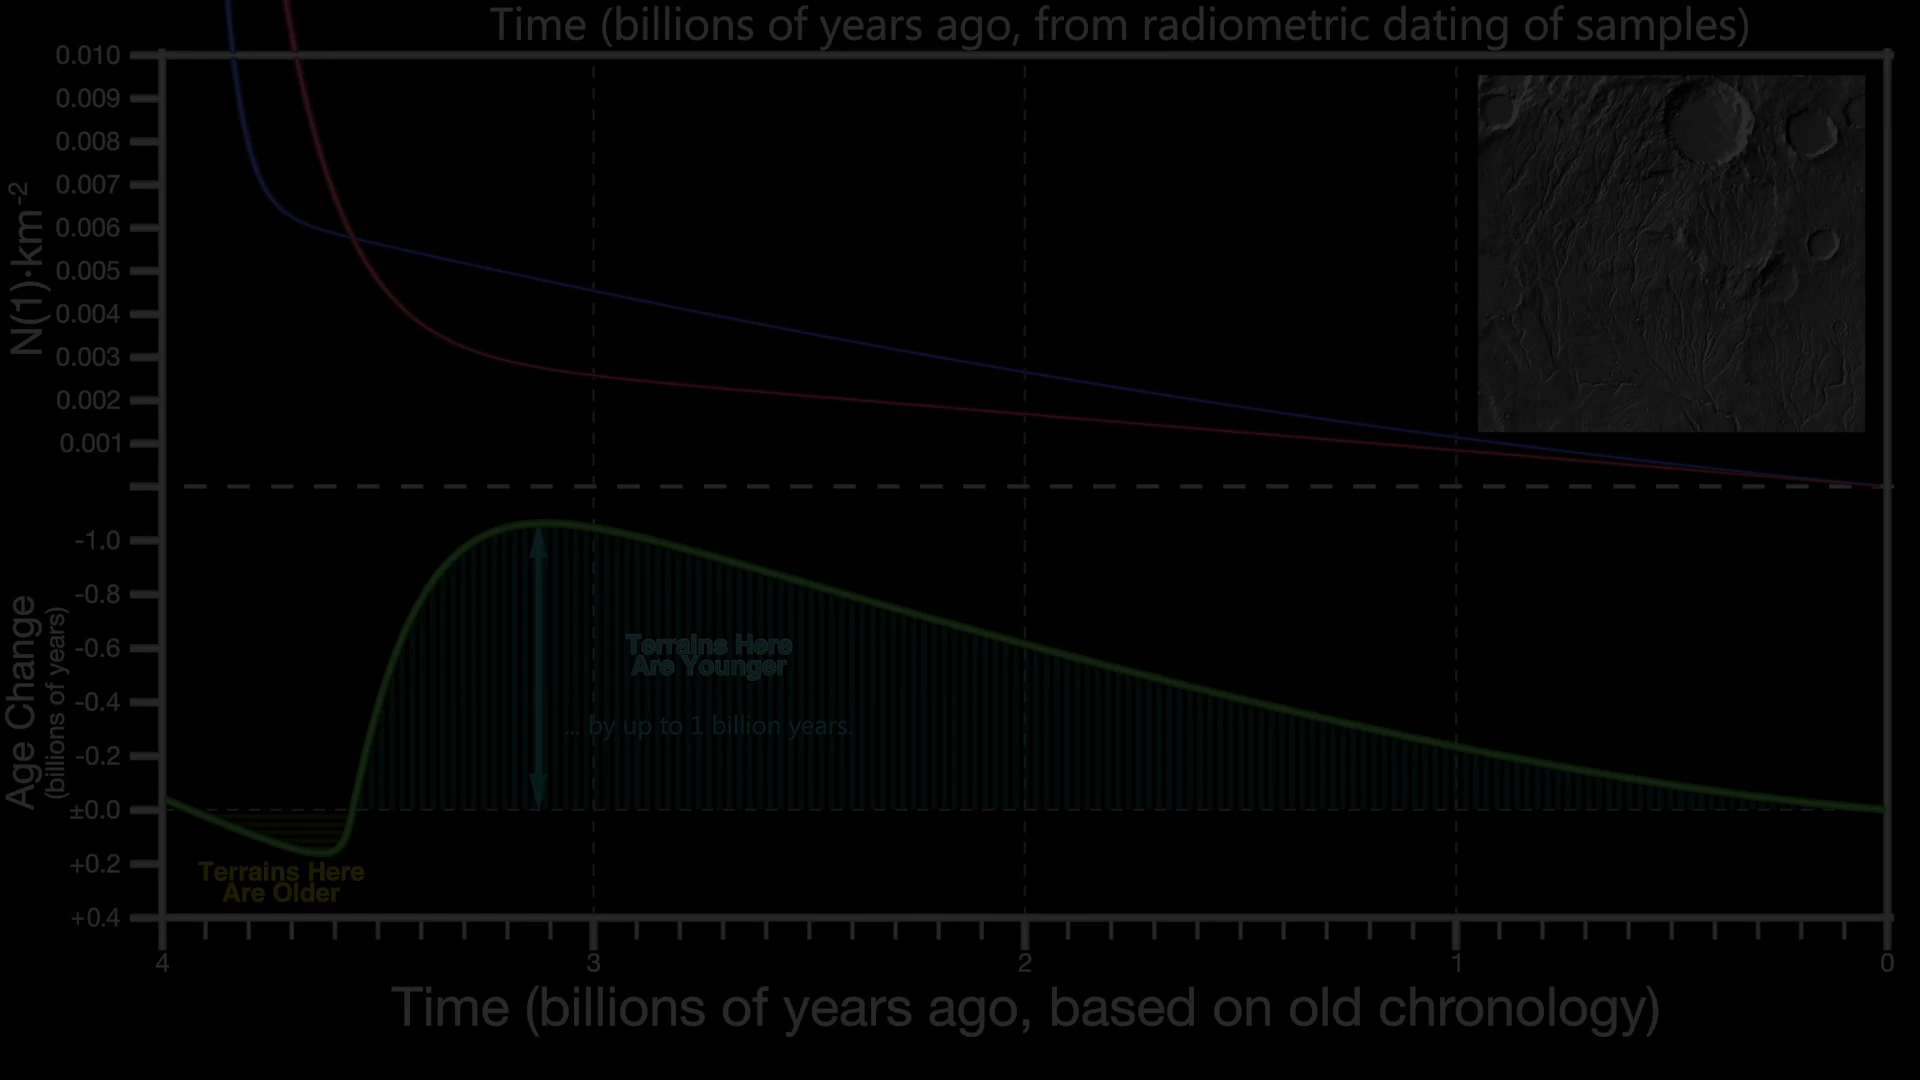 Time (billions of years ago, from radiometric dating of samples)
0.010
0.009
0.008
0.007
0.006
0.005
0.004
0.003
0.002
0.001
N(1)·km⁻²
-1.0
-0.8
-0.6
-0.4
-0.2
±0.0
+0.2
+0.4
Age Change
(billions of years)
Terrains Here
Are Younger
... by up to 1 billion years.
Terrains Here
Are Older
4 3 2 1 0
Time (billions of years ago, based on old chronology)